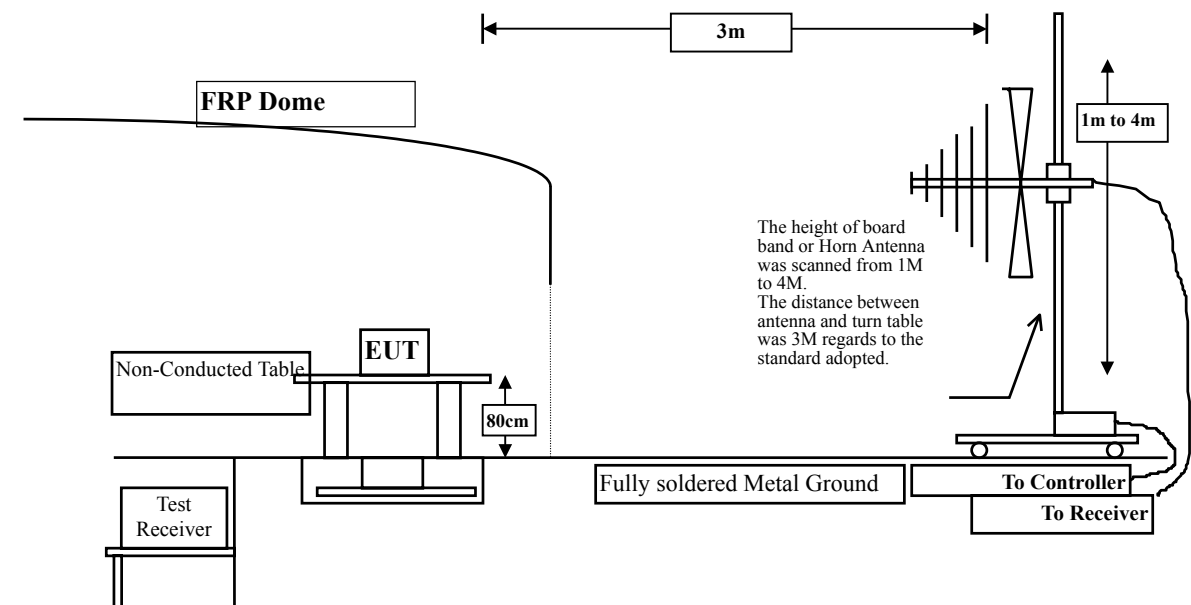 3m
FRP Dome
1m to 4m
The height of board
band or Horn Antenna
was scanned from 1M
to 4M.
The distance between
antenna and turn table
was 3M regards to the
standard adopted.
EUT
Non-Conducted Table
80cm
Fully soldered Metal Ground
To Controller
To Receiver
Test
Receiver